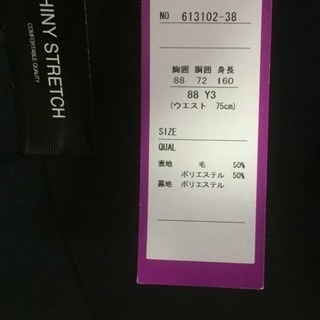 HINY STRETCH
COMFORTABLE QUALITY
NO 613102-38
胸囲 胴囲 身長
88 72 160
88 Y3
(ウエスト 75cm)
SIZE
QUAL
表地 毛 50%
ポリエステル 50%
裏地 ポリエステル